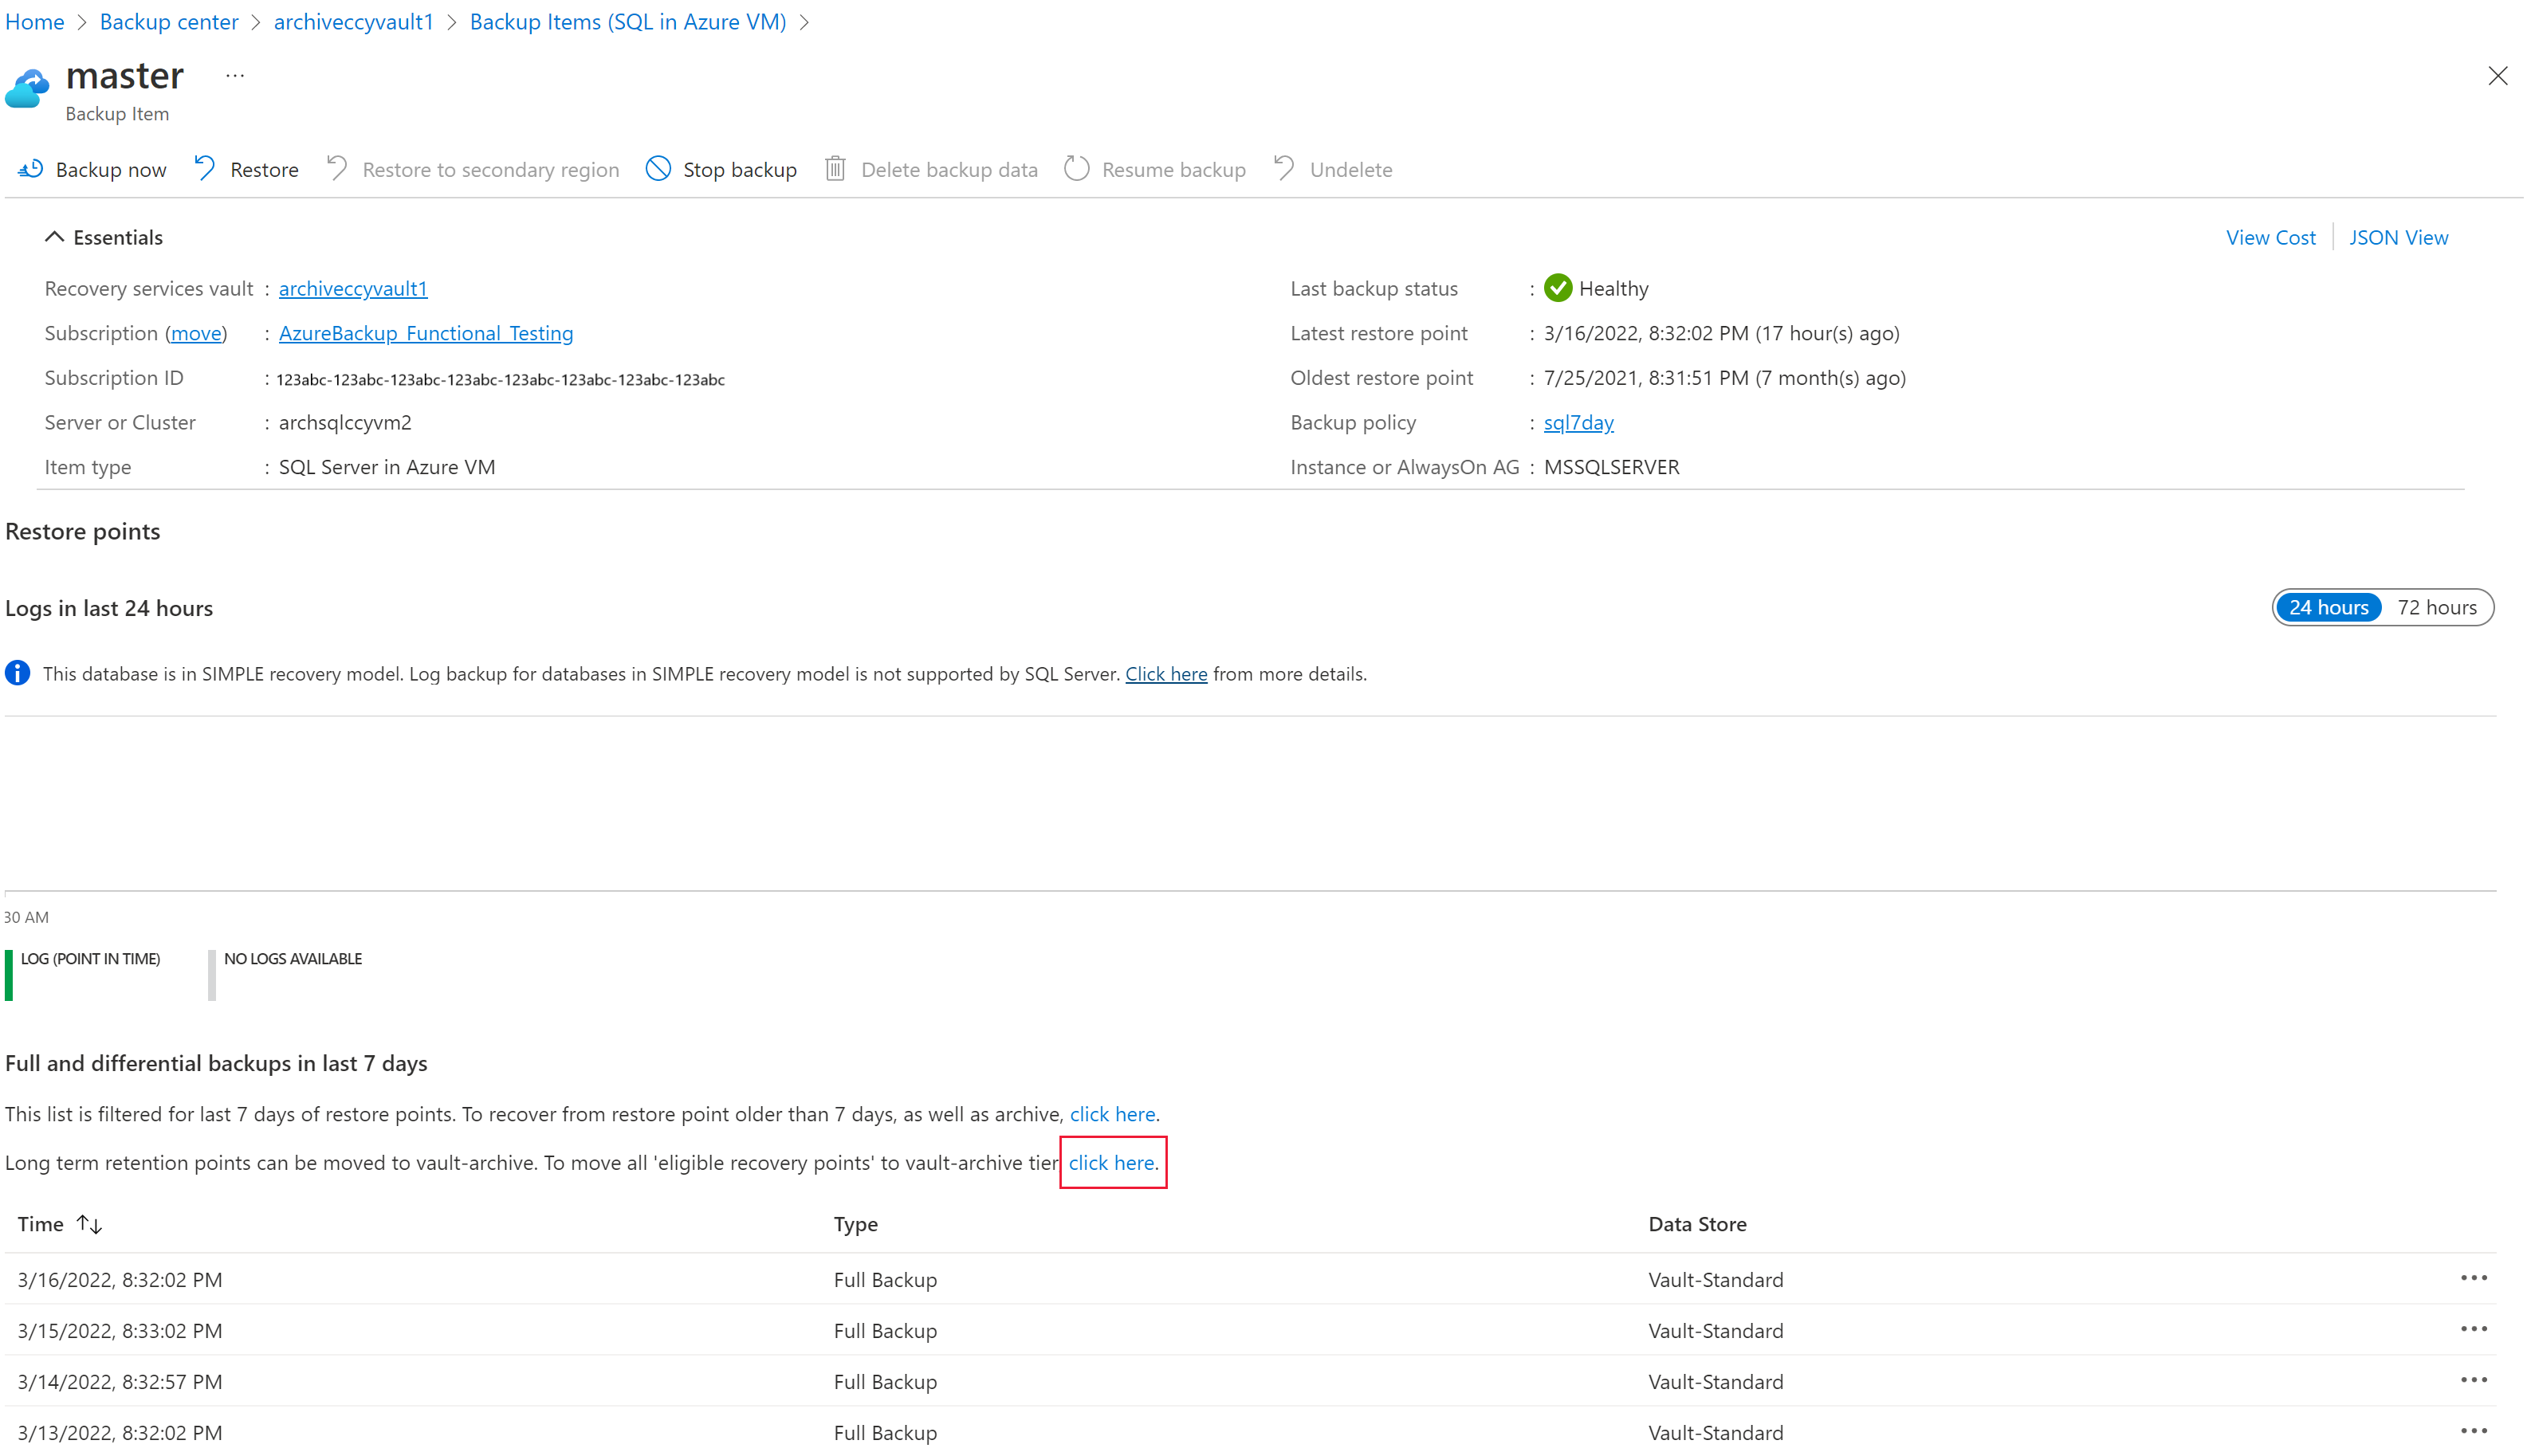 Home > Backup center > archiveccyvault1 > Backup Items (SQL in Azure VM) >
master ...
Backup Item
Backup now Restore Restore to secondary region Stop backup Delete backup data Resume backup Undelete
Essentials View Cost JSON View
Recovery services vault : archiveccyvault1 Last backup status : Healthy
Subscription (move) : AzureBackup_Functional_Testing Latest restore point : 3/16/2022, 8:32:02 PM (17 hour(s) ago)
Subscription ID : 123abc-123abc-123abc-123abc-123abc-123abc-123abc-123abc Oldest restore point : 7/25/2021, 8:31:51 PM (7 month(s) ago)
Server or Cluster : archsqlccyvm2 Backup policy : sql7day
Item type : SQL Server in Azure VM Instance or AlwaysOn AG : MSSQLSERVER
Restore points
Logs in last 24 hours 24 hours 72 hours
This database is in SIMPLE recovery model. Log backup for databases in SIMPLE recovery model is not supported by SQL Server. Click here from more details.
30 AM
LOG (POINT IN TIME) NO LOGS AVAILABLE
Full and differential backups in last 7 days
This list is filtered for last 7 days of restore points. To recover from restore point older than 7 days, as well as archive, click here.
Long term retention points can be moved to vault-archive. To move all 'eligible recovery points' to vault-archive tier click here.
Time Type Data Store
3/16/2022, 8:32:02 PM Full Backup Vault-Standard ...
3/15/2022, 8:33:02 PM Full Backup Vault-Standard ...
3/14/2022, 8:32:57 PM Full Backup Vault-Standard ...
3/13/2022, 8:32:02 PM Full Backup Vault-Standard ...